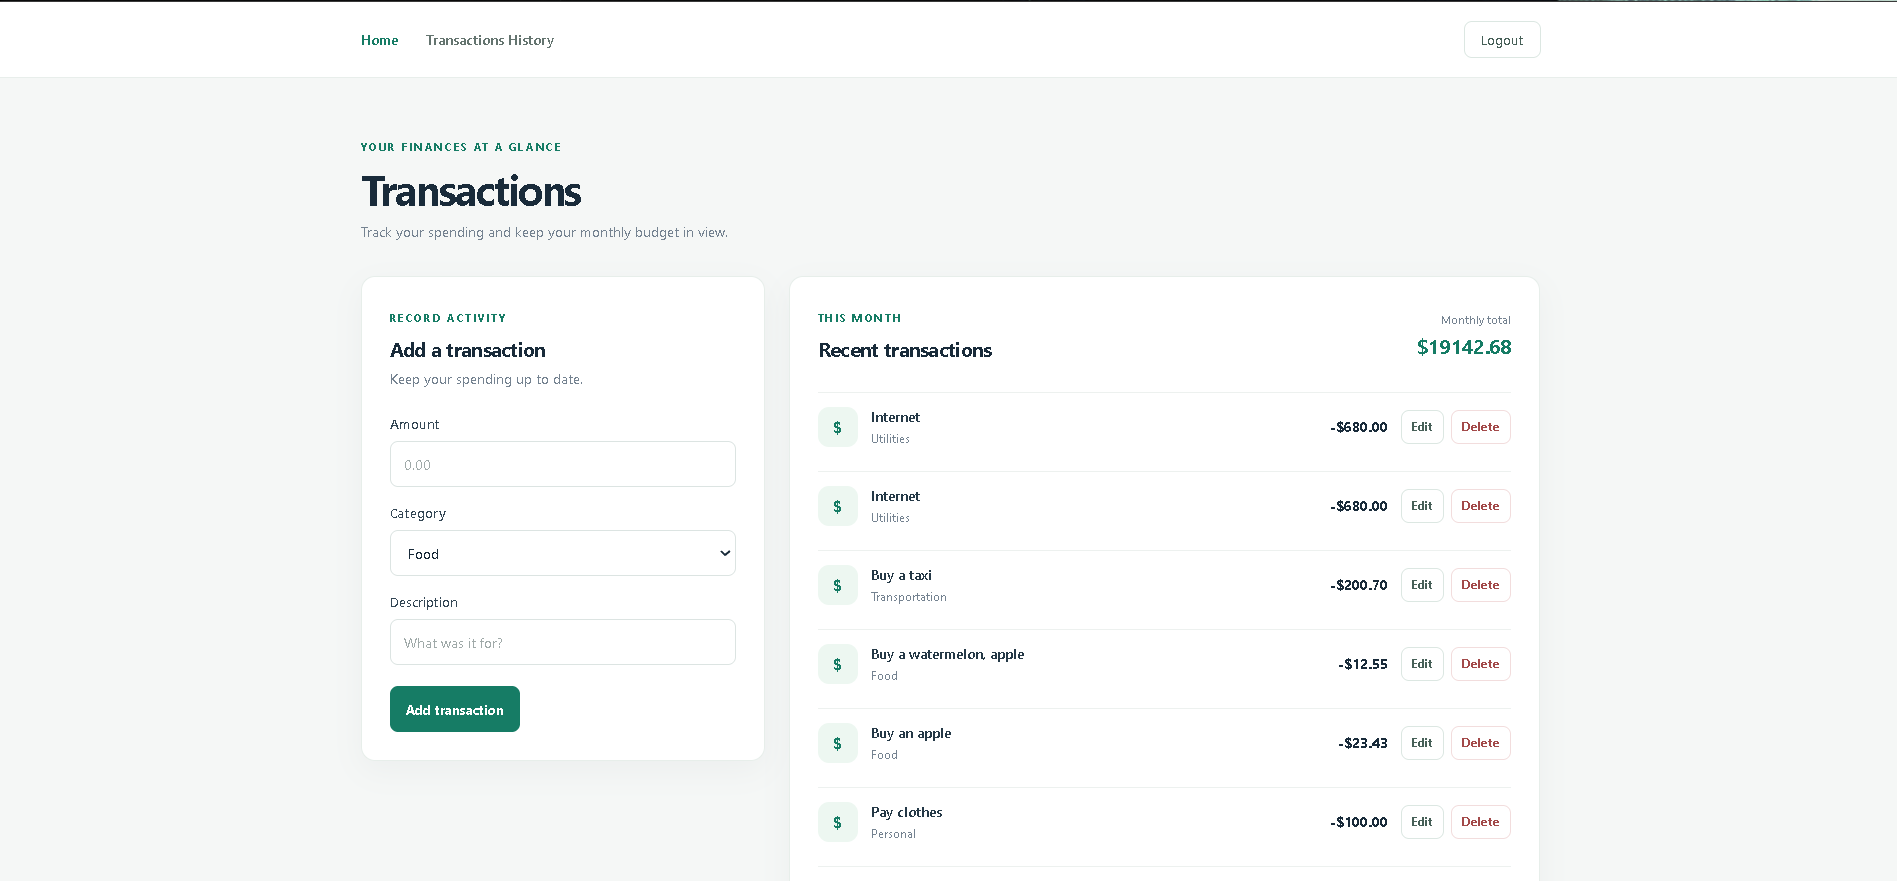 Home Transactions History Logout
YOUR FINANCES AT A GLANCE
Transactions
Track your spending and keep your monthly budget in view.
RECORD ACTIVITY
Add a transaction
Keep your spending up to date.
Amount
0.00
Category
Food
Description
What was it for?
Add transaction
THIS MONTH
Recent transactions
Monthly total
$19142.68
$ Internet -$680.00 Edit Delete
Utilities
$ Internet -$680.00 Edit Delete
Utilities
$ Buy a taxi -$200.70 Edit Delete
Transportation
$ Buy a watermelon, apple -$12.55 Edit Delete
Food
$ Buy an apple -$23.43 Edit Delete
Food
$ Pay clothes -$100.00 Edit Delete
Personal